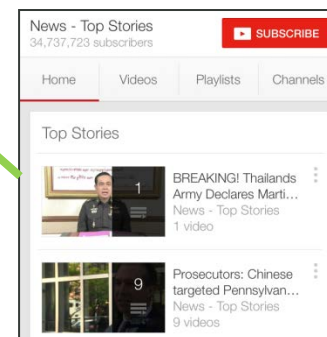 News - Top Stories
34,737,723 subscribers
SUBSCRIBE
Home Videos Playlists Channels
Top Stories
1
BREAKING! Thailands
Army Declares Marti...
News - Top Stories
1 video
9
Prosecutors: Chinese
targeted Pennsylvan...
News - Top Stories
9 videos